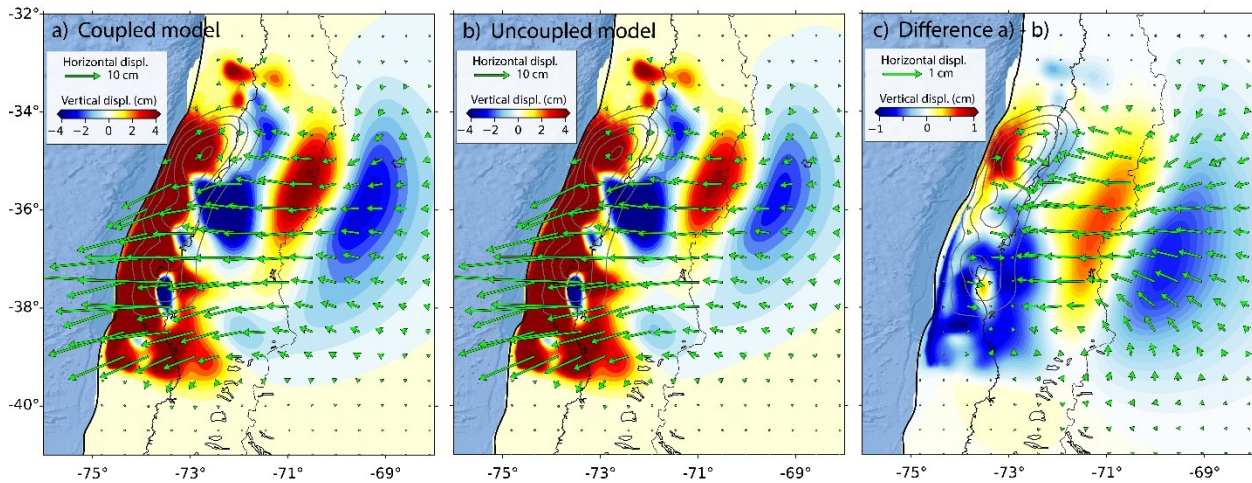 a) Coupled model
Horizontal displ.
10 cm
Vertical displ. (cm)
−4 −2 0 2 4
b) Uncoupled model
Horizontal displ.
10 cm
Vertical displ. (cm)
−4 −2 0 2 4
c) Difference a) - b)
Horizontal displ.
1 cm
Vertical displ. (cm)
−1 0 1
-32°
-34°
-36°
-38°
-40°
-75° -73° -71° -69°
-75° -73° -71° -69°
-75° -73° -71° -69°